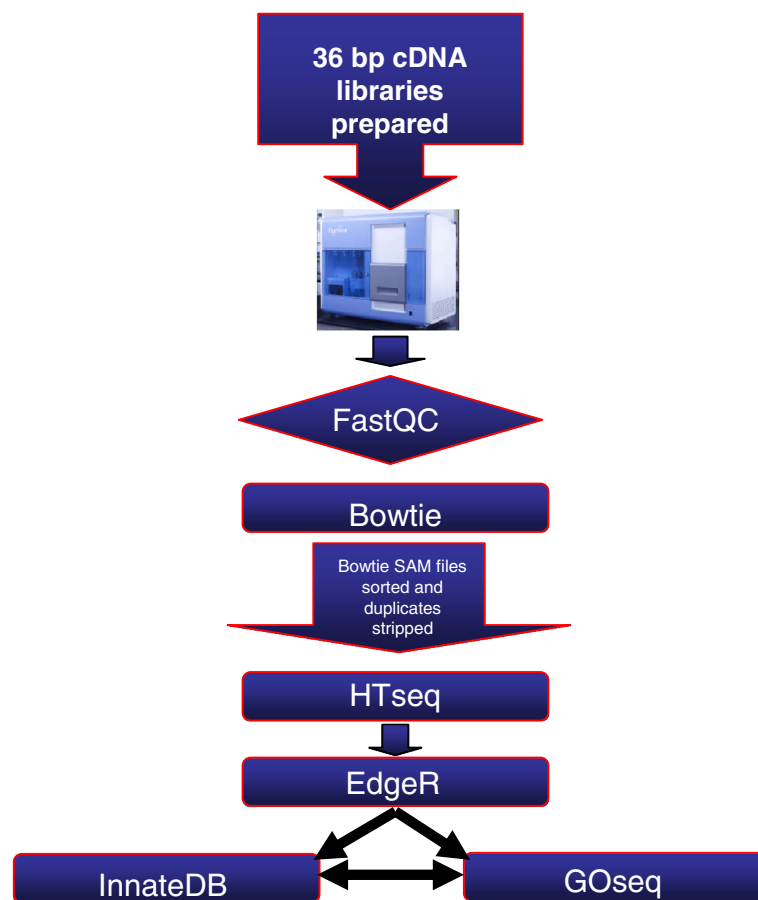 36 bp cDNA
libraries
prepared
FastQC
Bowtie
Bowtie SAM files
sorted and
duplicates
stripped
HTseq
EdgeR
InnateDB
GOseq